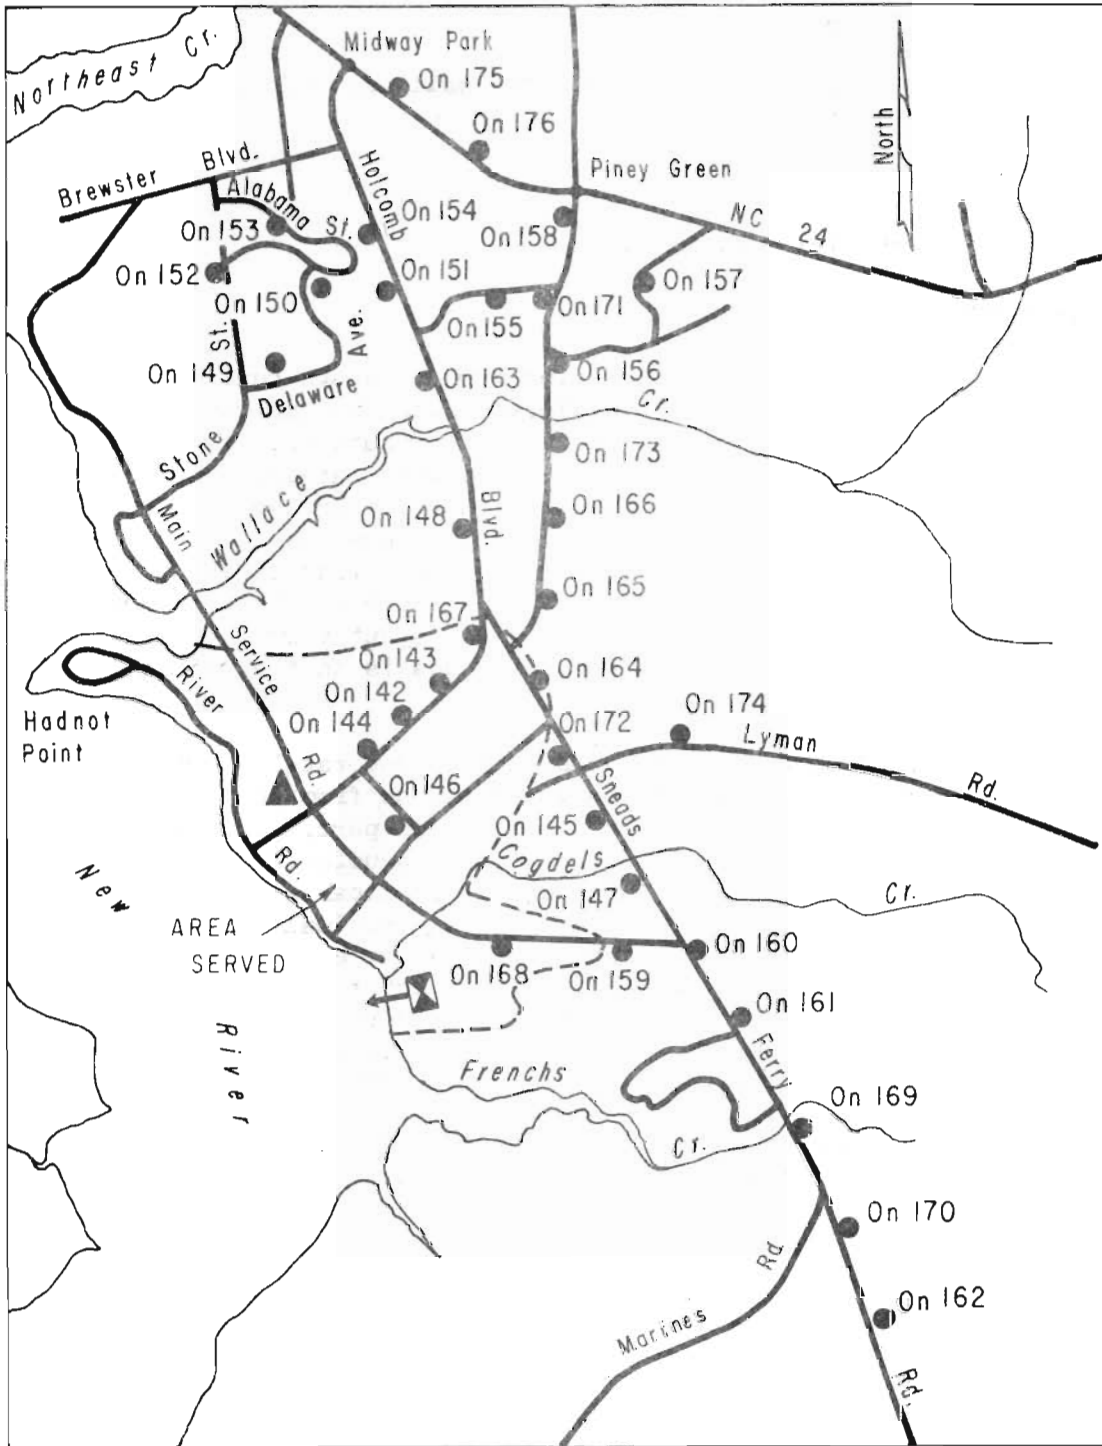 Northeast Cr.
Midway Park
On 175
On 176
North
Brewster Blvd.
Holcomb
Piney Green
Alabama St.
On 154
NC 24
On 153
On 158
On 152
On 151
On 157
On 150
On 155
On 171
St.
Ave.
On 149
On 163
On 156
Delaware
Cr.
Stone
On 173
Wallace
Main
On 148
Blvd.
On 166
On 165
On 167
Service
On 143
On 164
River
On 142
Hadnot
Point
On 144
On 172
On 174
Lyman
Rd.
Rd.
On 146
Sneads
On 145
Cogdels
Rd.
New
On 147
Cr.
AREA
SERVED
On 168
On 159
On 160
On 161
River
Frenchs
Ferry
On 169
Cr.
On 170
Rd.
On 162
Marines
Rd.